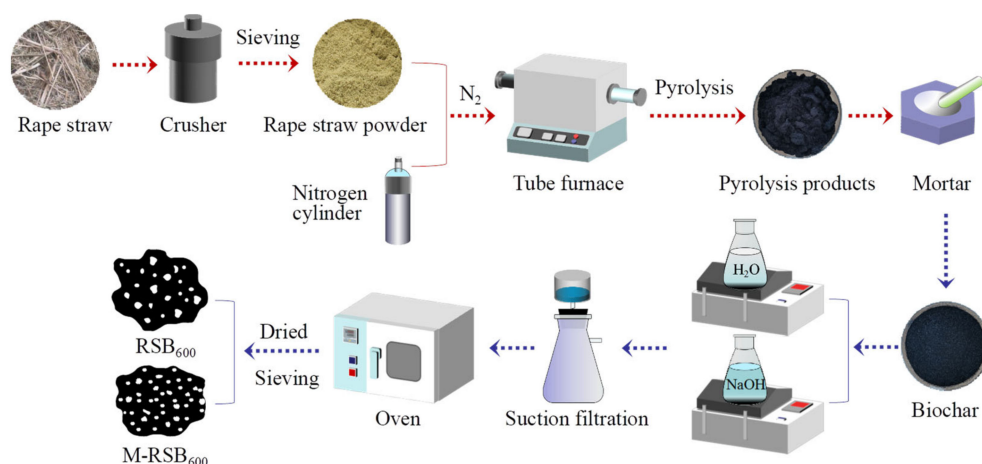 Sieving
Rape straw
Crusher
Rape straw powder
N₂
Nitrogen
cylinder
Tube furnace
Pyrolysis
Pyrolysis products
Mortar
RSB₆₀₀
M-RSB₆₀₀
Dried
Sieving
Oven
Suction filtration
H₂O
NaOH
Biochar